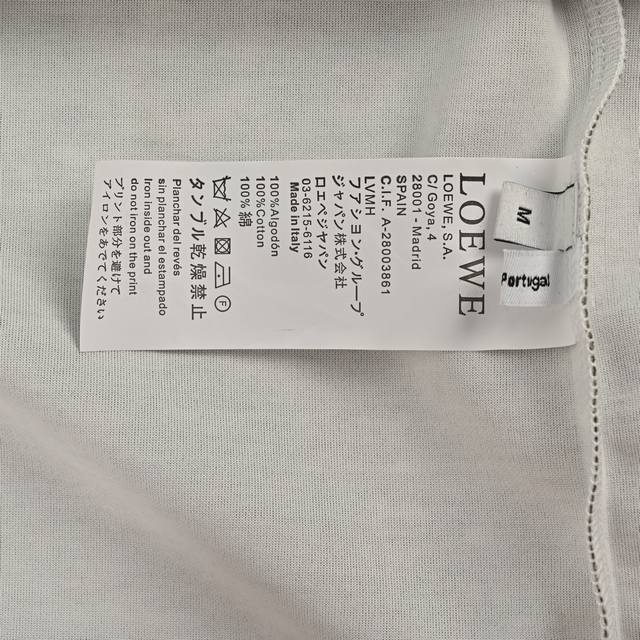 M
Portugal
LOEWE
LOEWE, S.A.
C/ Goya, 4
28001 - Madrid
SPAIN
C.I.F. A-28003861
LVMH
ファション・グループ
ジャパン株式会社
ロエベジャパン
03-6215-6116
Made in Italy
100%Algodón
100%Cotton
100%綿
F
タンブル乾燥禁止
Planchar del revés
sin planchar el estampado
Iron inside out and
do not iron on the print
プリント部分を避けて
アイロンをあててください